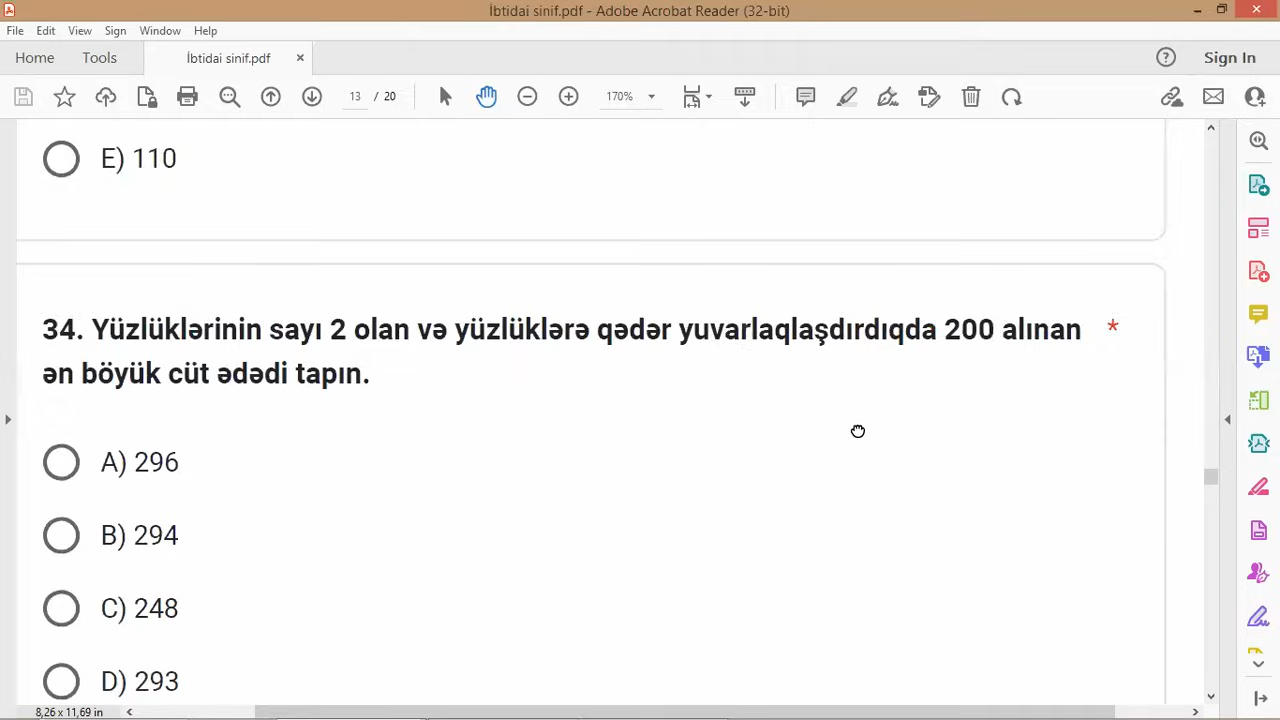 İbtidai sinif.pdf - Adobe Acrobat Reader (32-bit)
File Edit View Sign Window Help
Home Tools İbtidai sinif.pdf × Sign In
13 / 20 170%
E) 110
34. Yüzlüklərinin sayı 2 olan və yüzlüklərə qədər yuvarlaqlaşdırdıqda 200 alınan *
ən böyük cüt ədədi tapın.
A) 296
B) 294
C) 248
D) 293
8,26 x 11,69 in